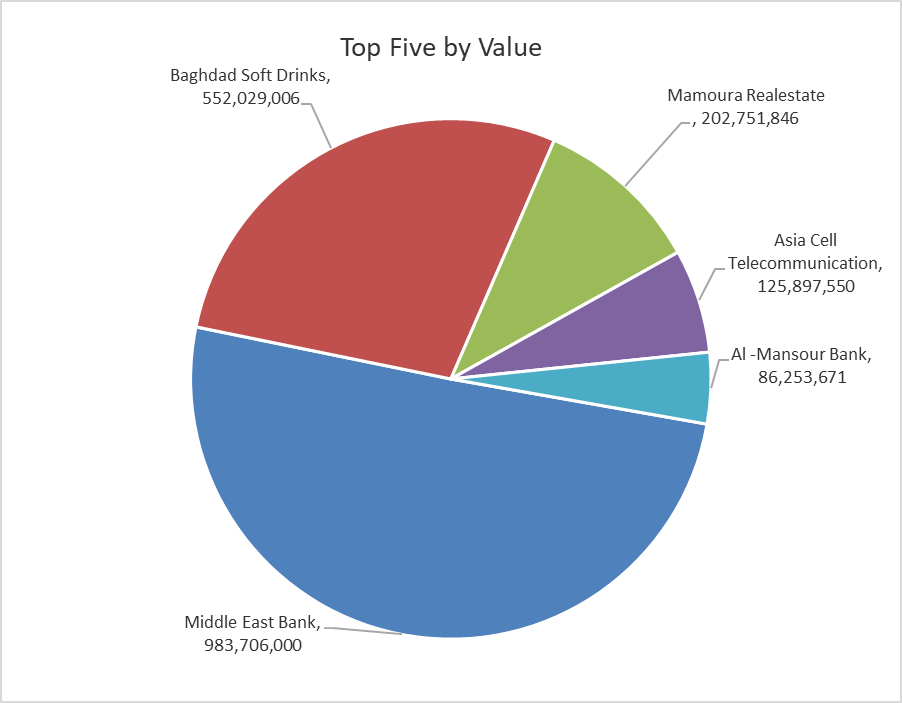 Top Five by Value
Baghdad Soft Drinks,
552,029,006
Mamoura Realestate
, 202,751,846
Asia Cell
Telecommunication,
125,897,550
Al -Mansour Bank,
86,253,671
Middle East Bank,
983,706,000